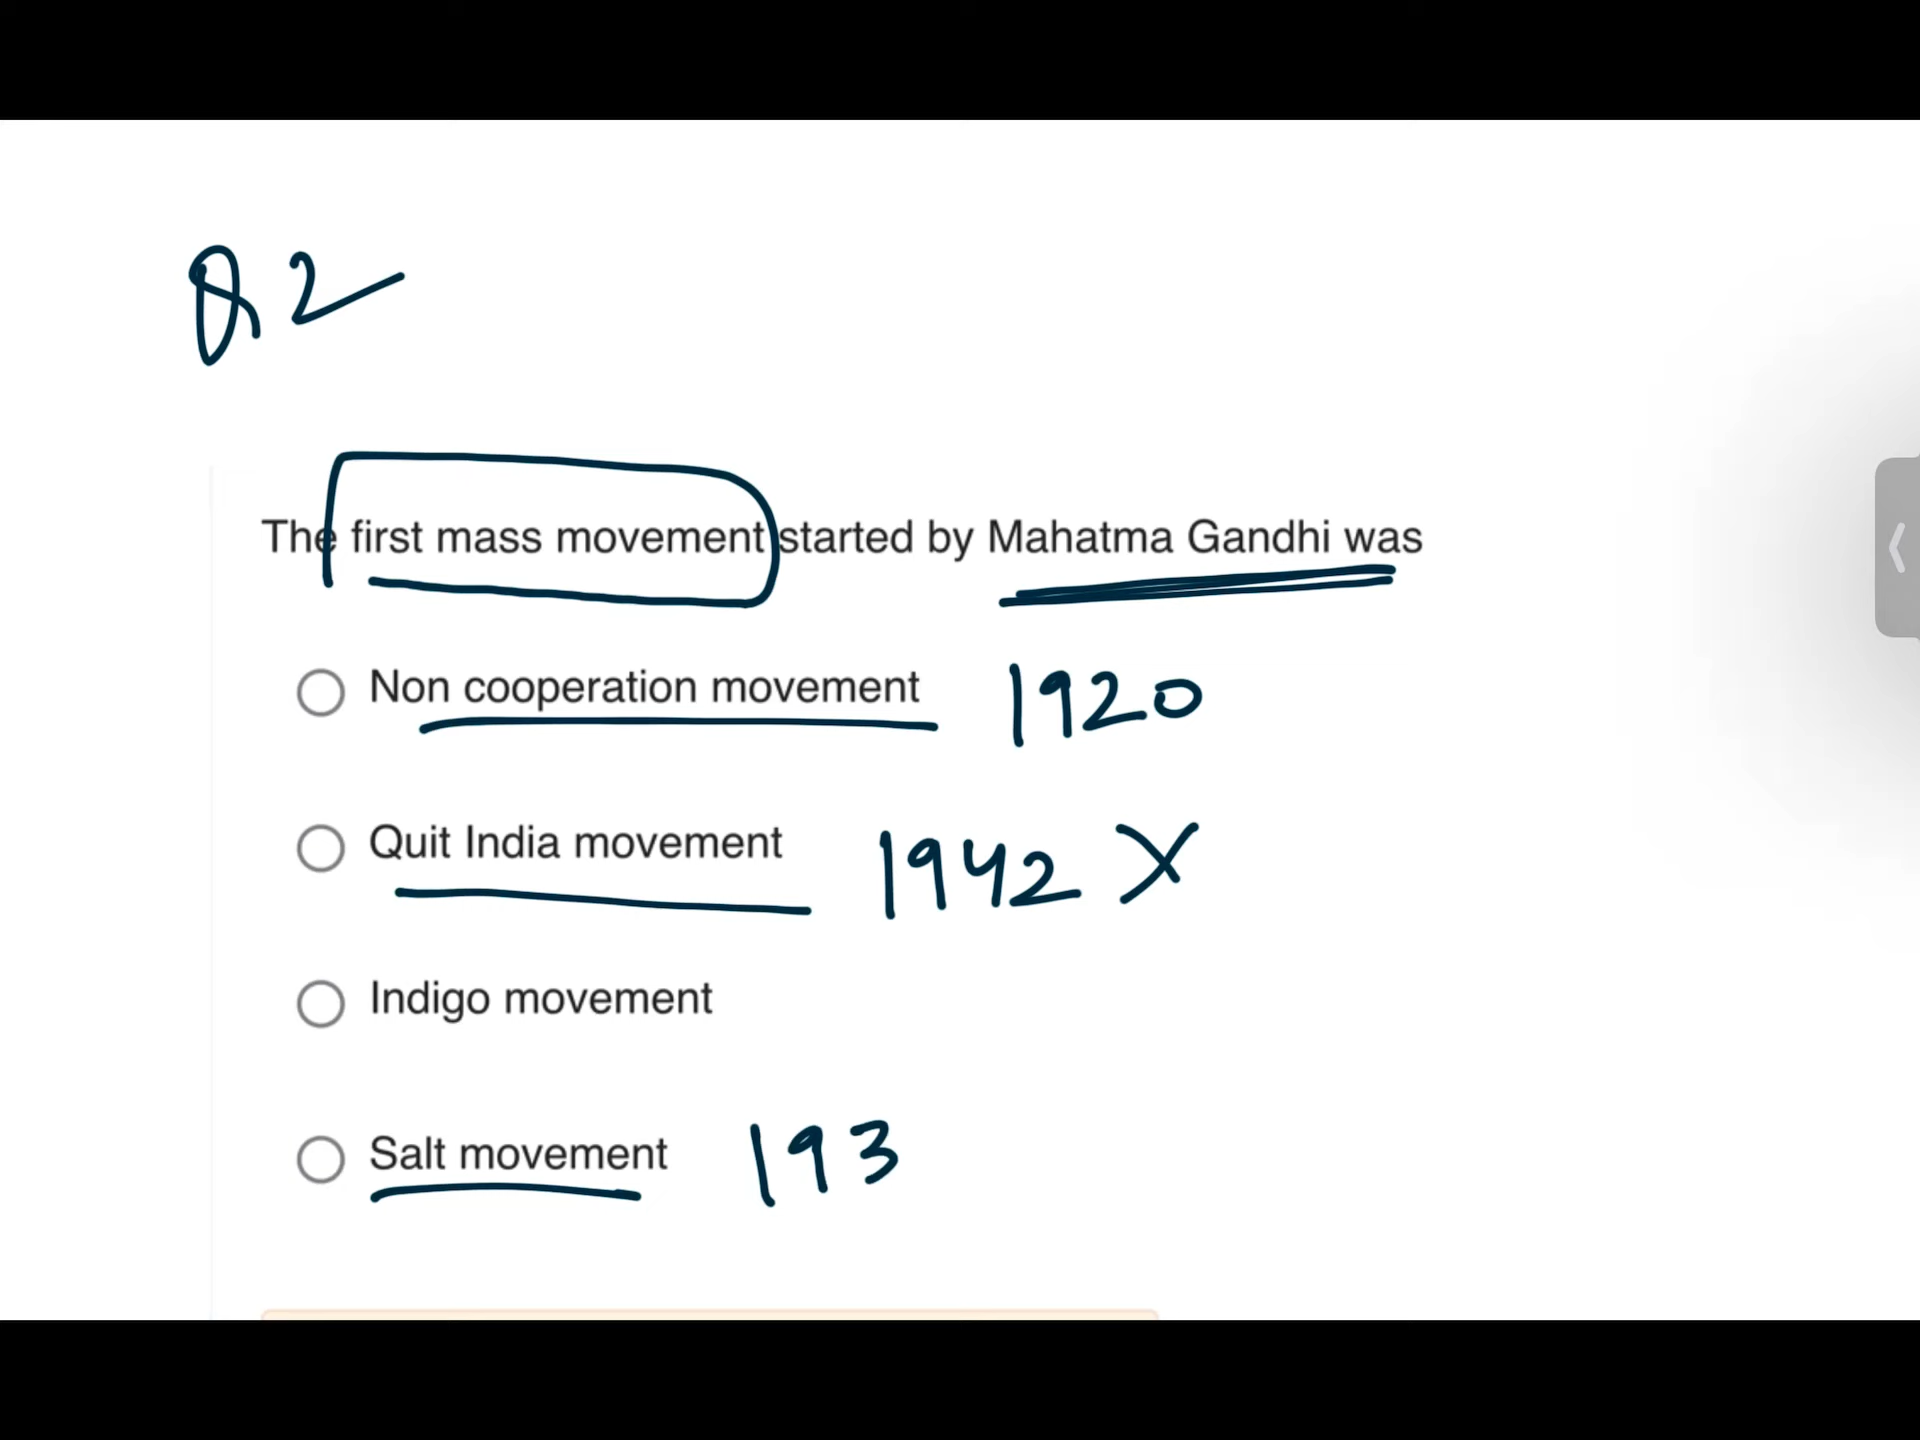 Q2
The first mass movement started by Mahatma Gandhi was
Non cooperation movement 1920
Quit India movement 1942 X
Indigo movement
Salt movement 193